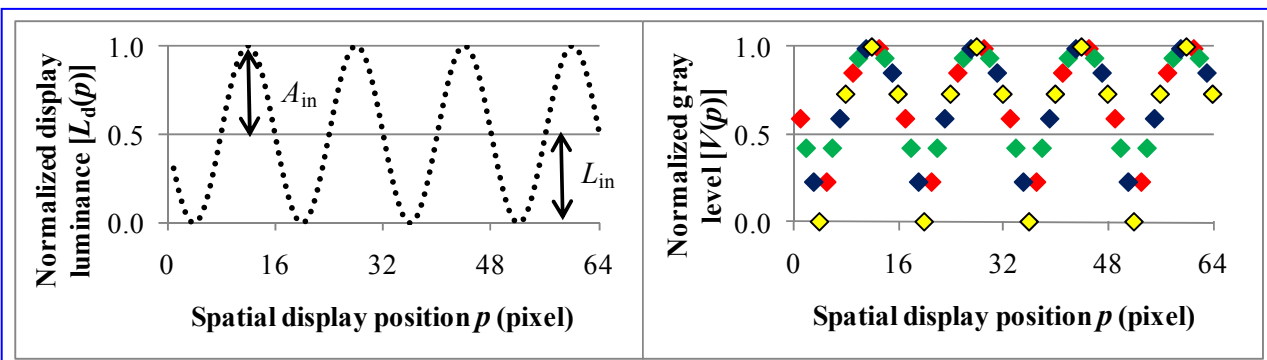 Normalized display
luminance [Ld(p)]
1.0
0.5
0.0
Ain
Lin
0 16 32 48 64
Spatial display position p (pixel)
Normalized gray
level [V(p)]
1.0
0.5
0.0
0 16 32 48 64
Spatial display position p (pixel)